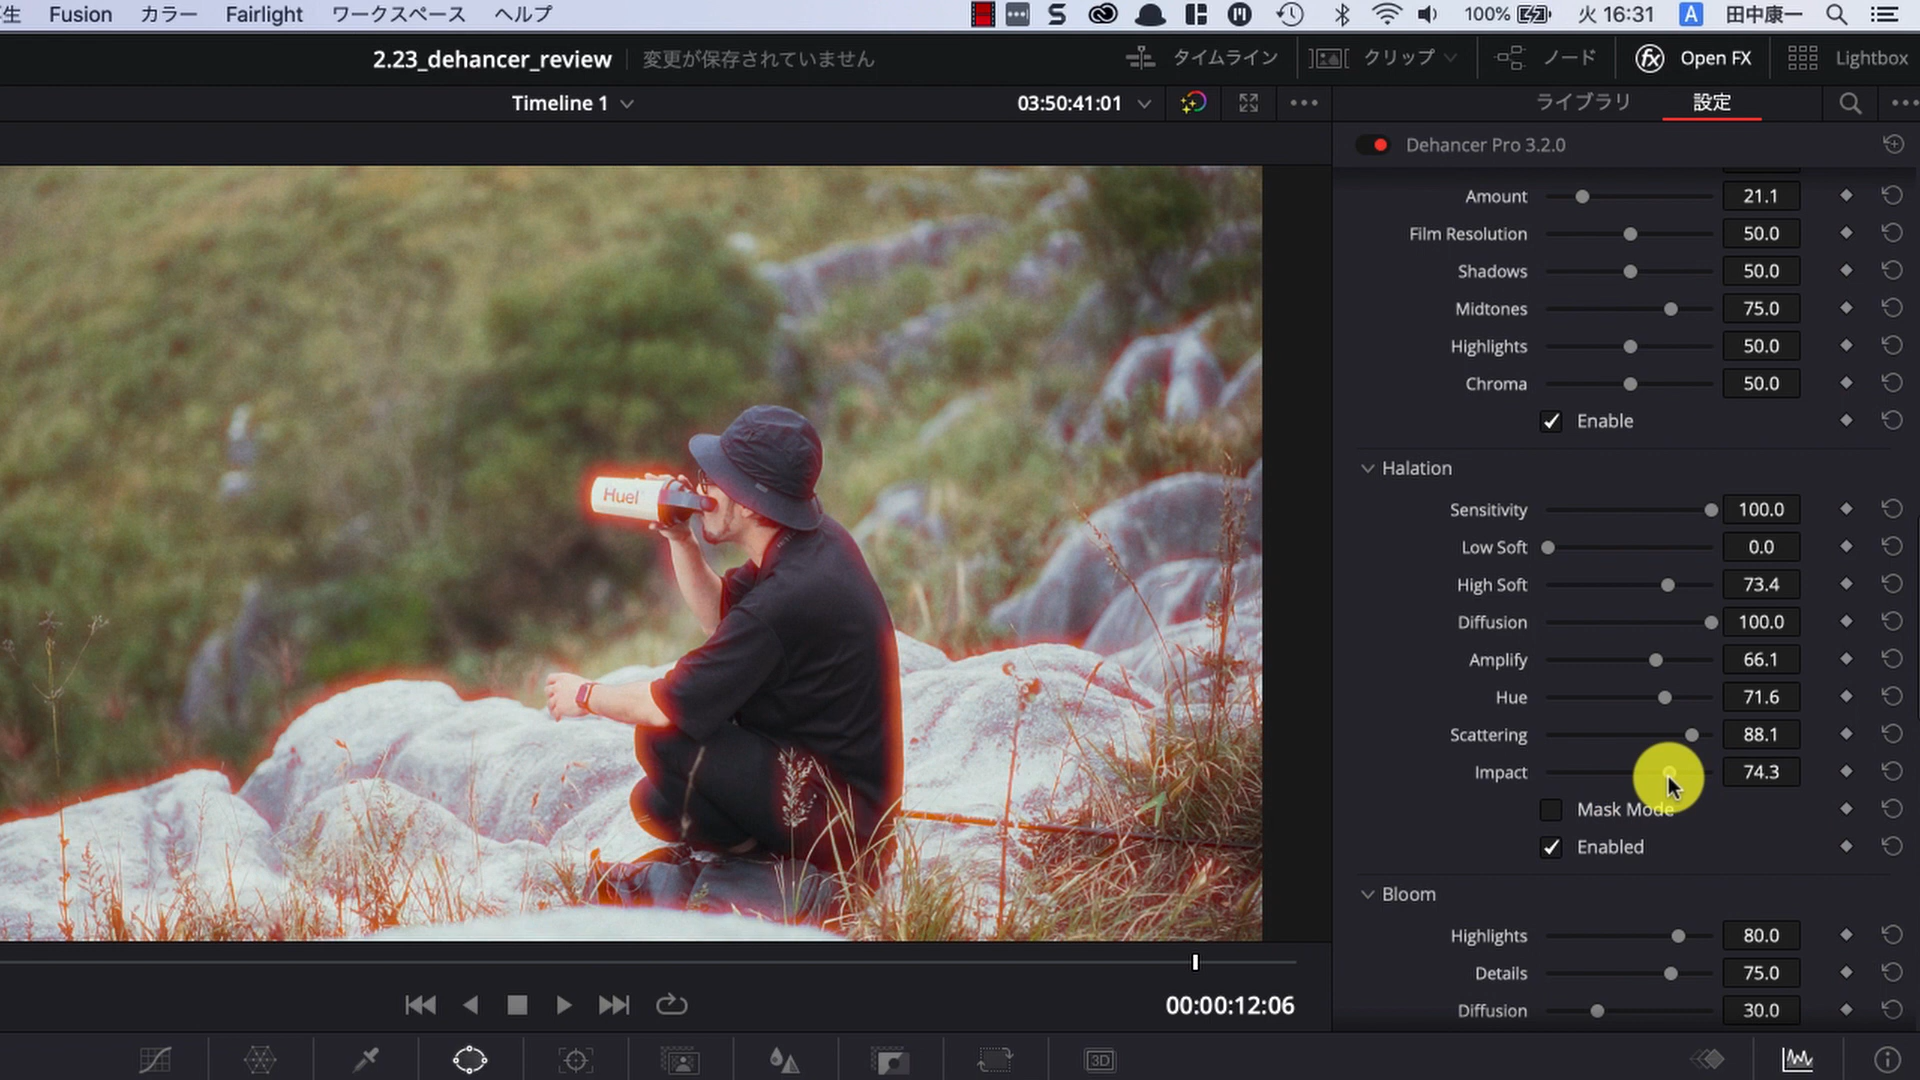 生 Fusion カラー Fairlight ワークスペース ヘルプ 100% 火 16:31 A 田中康一
2.23_dehancer_review 変更が保存されていません タイムライン クリップ ノード fx Open FX Lightbox
Timeline 1 03:50:41:01 ライブラリ 設定
Dehancer Pro 3.2.0
Amount 21.1
Film Resolution 50.0
Shadows 50.0
Midtones 75.0
Highlights 50.0
Chroma 50.0
Enable
Halation
Sensitivity 100.0
Low Soft 0.0
High Soft 73.4
Diffusion 100.0
Amplify 66.1
Hue 71.6
Scattering 88.1
Impact 74.3
Mask Mode
Enabled
Bloom
Highlights 80.0
Details 75.0
Diffusion 30.0
Huel
00:00:12:06
3D